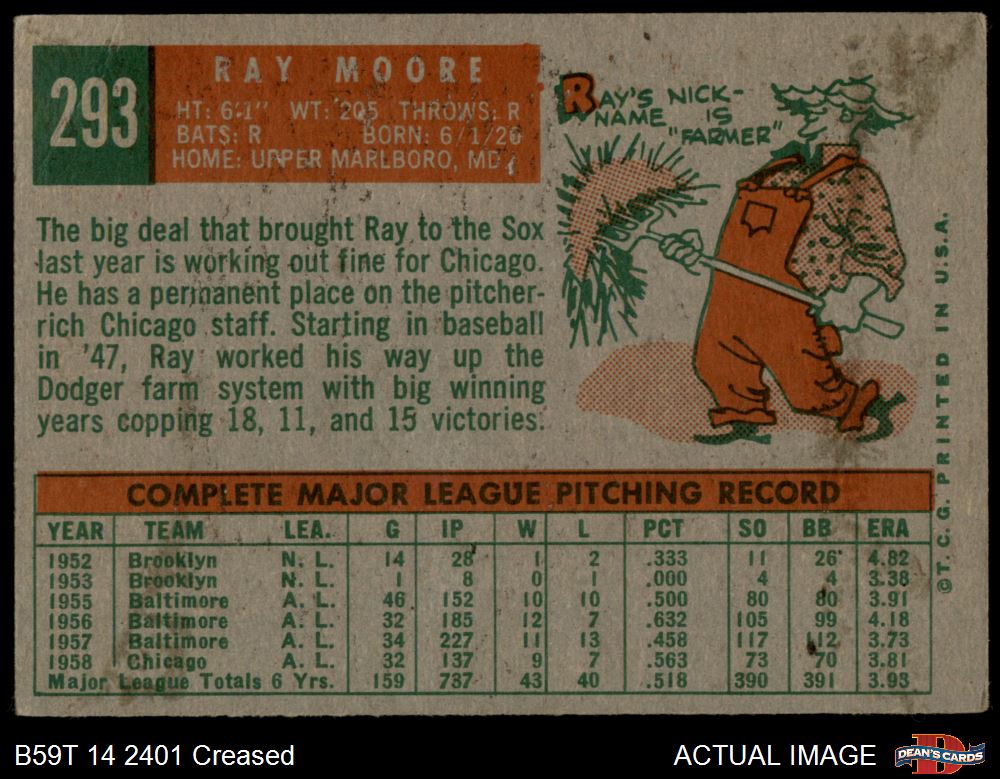 293
RAY MOORE
HT: 6'1" WT: 205 THROWS: R
BATS: R BORN: 6/1/26
HOME: UPPER MARLBORO, MD.
RAY'S NICK-
NAME IS
"FARMER"
The big deal that brought Ray to the Sox
last year is working out fine for Chicago.
He has a permanent place on the pitcher-
rich Chicago staff. Starting in baseball
in '47, Ray worked his way up the
Dodger farm system with big winning
years copping 18, 11, and 15 victories.
COMPLETE MAJOR LEAGUE PITCHING RECORD
YEAR TEAM LEA. G IP W L PCT SO BB ERA
1952 Brooklyn N. L. 14 28 1 2 .333 11 26 4.82
1953 Brooklyn N. L. 1 8 0 1 .000 4 4 3.38
1955 Baltimore A. L. 46 152 10 10 .500 80 80 3.91
1956 Baltimore A. L. 32 185 12 7 .632 105 99 4.18
1957 Baltimore A. L. 34 227 11 13 .458 117 112 3.73
1958 Chicago A. L. 32 137 9 7 .563 73 70 3.81
Major League Totals 6 Yrs. 159 737 43 40 .518 390 391 3.93
©T. C. G. PRINTED IN U.S.A.
B59T 14 2401 Creased
ACTUAL IMAGE
DEAN'S CARDS